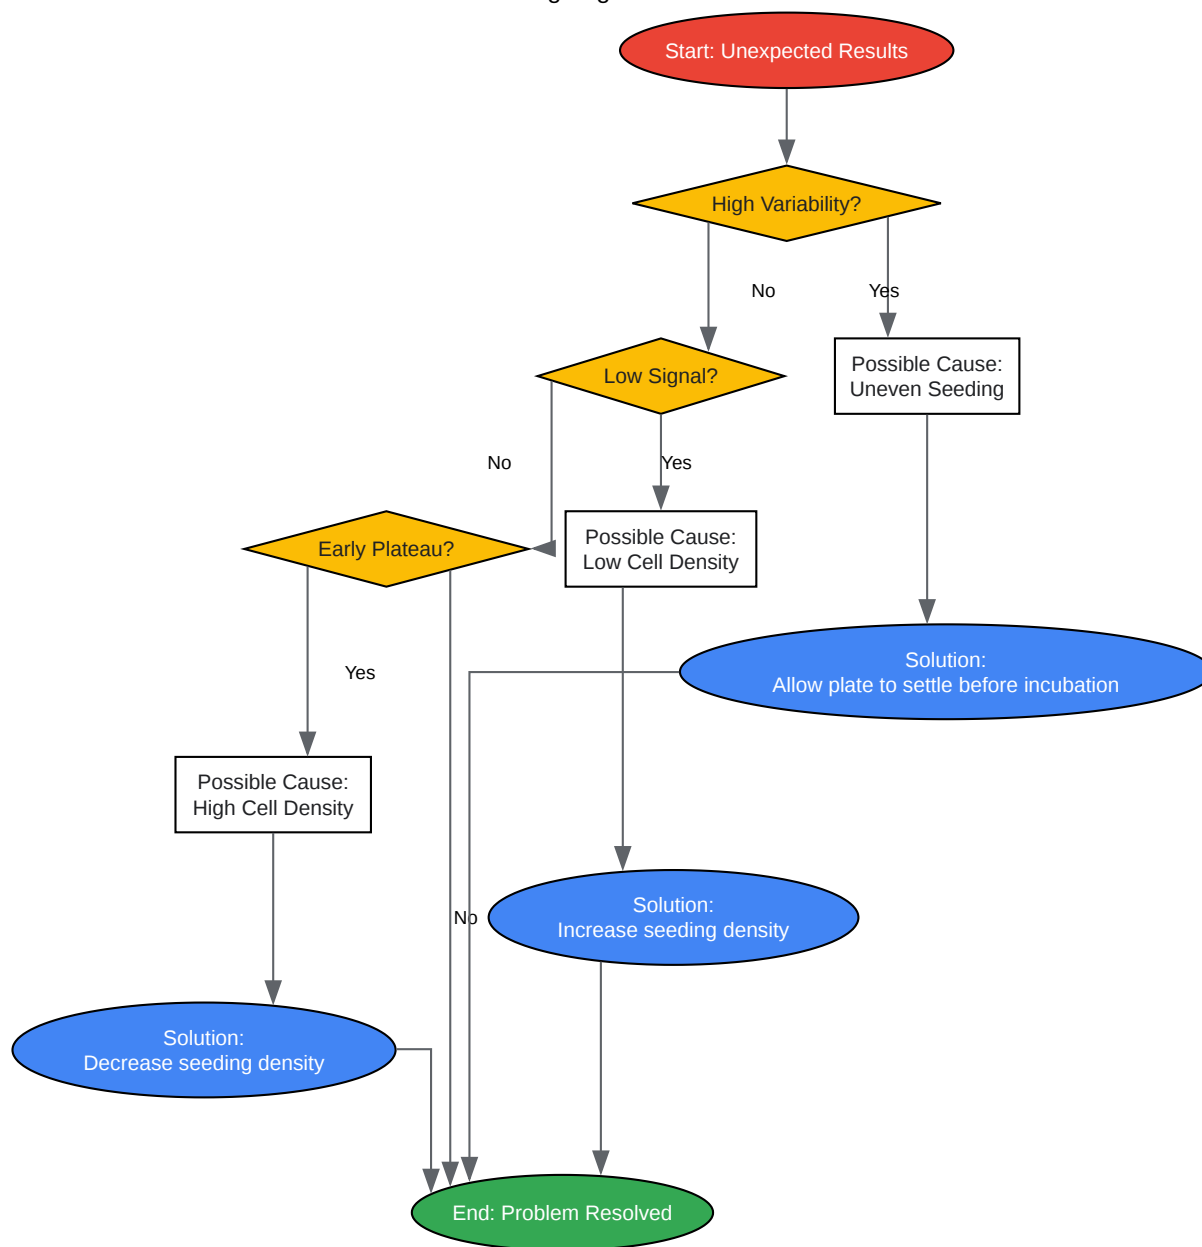 Start: Unexpected Results
High Variability?
No
Yes
Low Signal?
Possible Cause:
Uneven Seeding
No
Yes
Early Plateau?
Possible Cause:
Low Cell Density
Yes
Solution:
Allow plate to settle before incubation
Possible Cause:
High Cell Density
No
Solution:
Increase seeding density
Solution:
Decrease seeding density
End: Problem Resolved